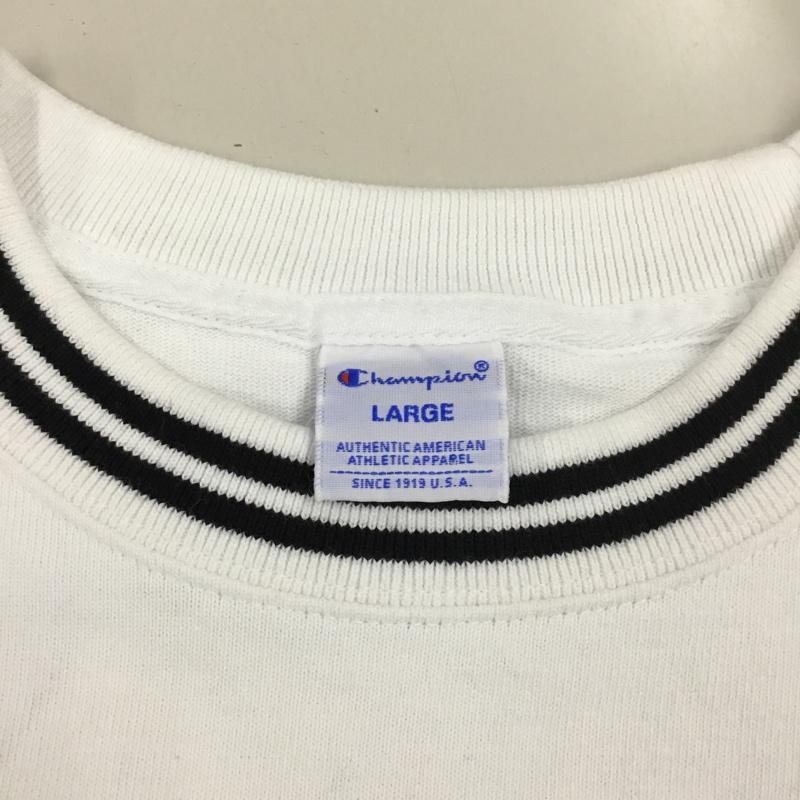 Champion®
LARGE
AUTHENTIC AMERICAN
ATHLETIC APPAREL
SINCE 1919 U.S.A.